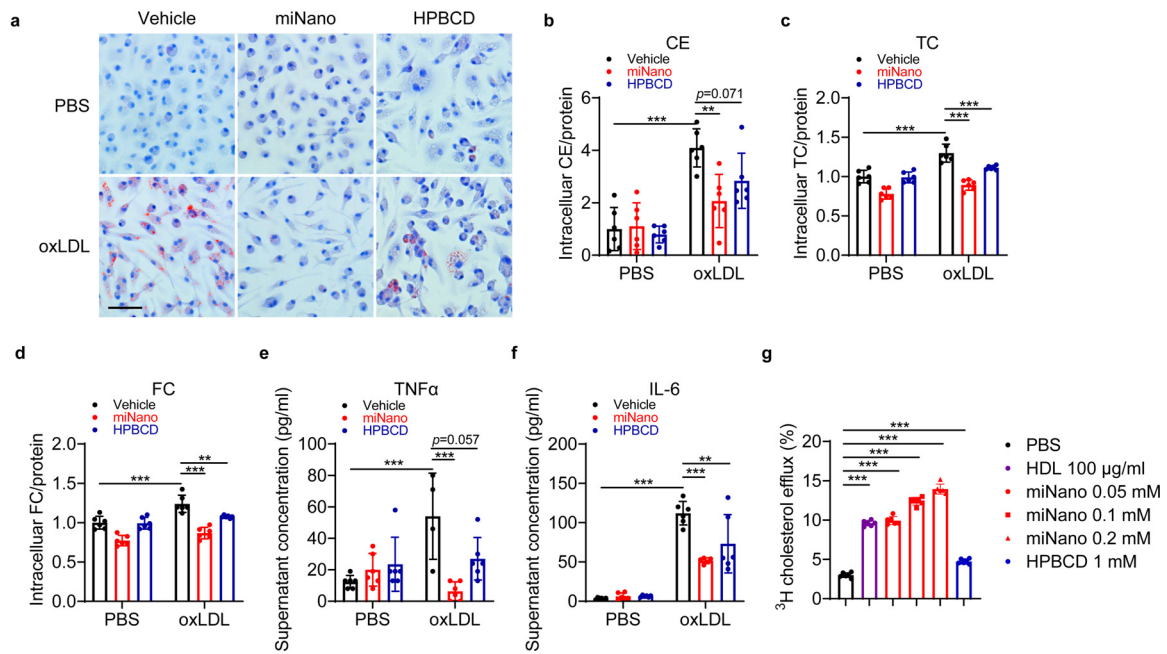 a
Vehicle
miNano
HPBCD
PBS
oxLDL
b
CE
Vehicle
miNano
HPBCD
Intracelluar CE/protein
6
4
2
0
***
**
p=0.071
PBS
oxLDL
c
TC
Vehicle
miNano
HPBCD
Intracelluar TC/protein
2.0
1.5
1.0
0.5
0.0
***
***
***
PBS
oxLDL
d
FC
Vehicle
miNano
HPBCD
Intracelluar FC/protein
2.0
1.5
1.0
0.5
0.0
***
**
***
PBS
oxLDL
e
TNFα
Vehicle
miNano
HPBCD
Supernatant concentration (pg/ml)
100
80
60
40
20
0
p=0.057
***
***
PBS
oxLDL
f
IL-6
Vehicle
miNano
HPBCD
Supernatant concentration (pg/ml)
200
150
100
50
0
***
**
***
PBS
oxLDL
g
³H cholesterol efflux (%)
20
15
10
5
0
***
***
***
***
***
PBS
HDL 100 μg/ml
miNano 0.05 mM
miNano 0.1 mM
miNano 0.2 mM
HPBCD 1 mM